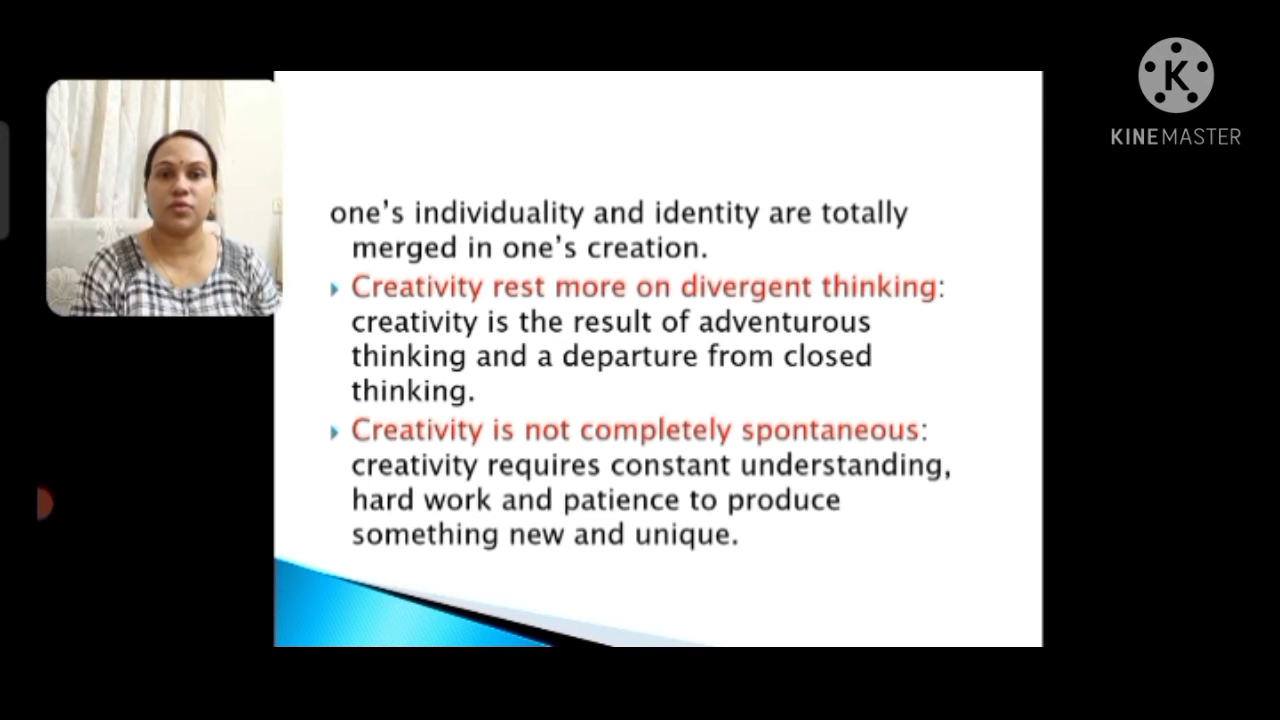 K
KINEMASTER
one's individuality and identity are totally
merged in one's creation.
Creativity rest more on divergent thinking:
creativity is the result of adventurous
thinking and a departure from closed
thinking.
Creativity is not completely spontaneous:
creativity requires constant understanding,
hard work and patience to produce
something new and unique.